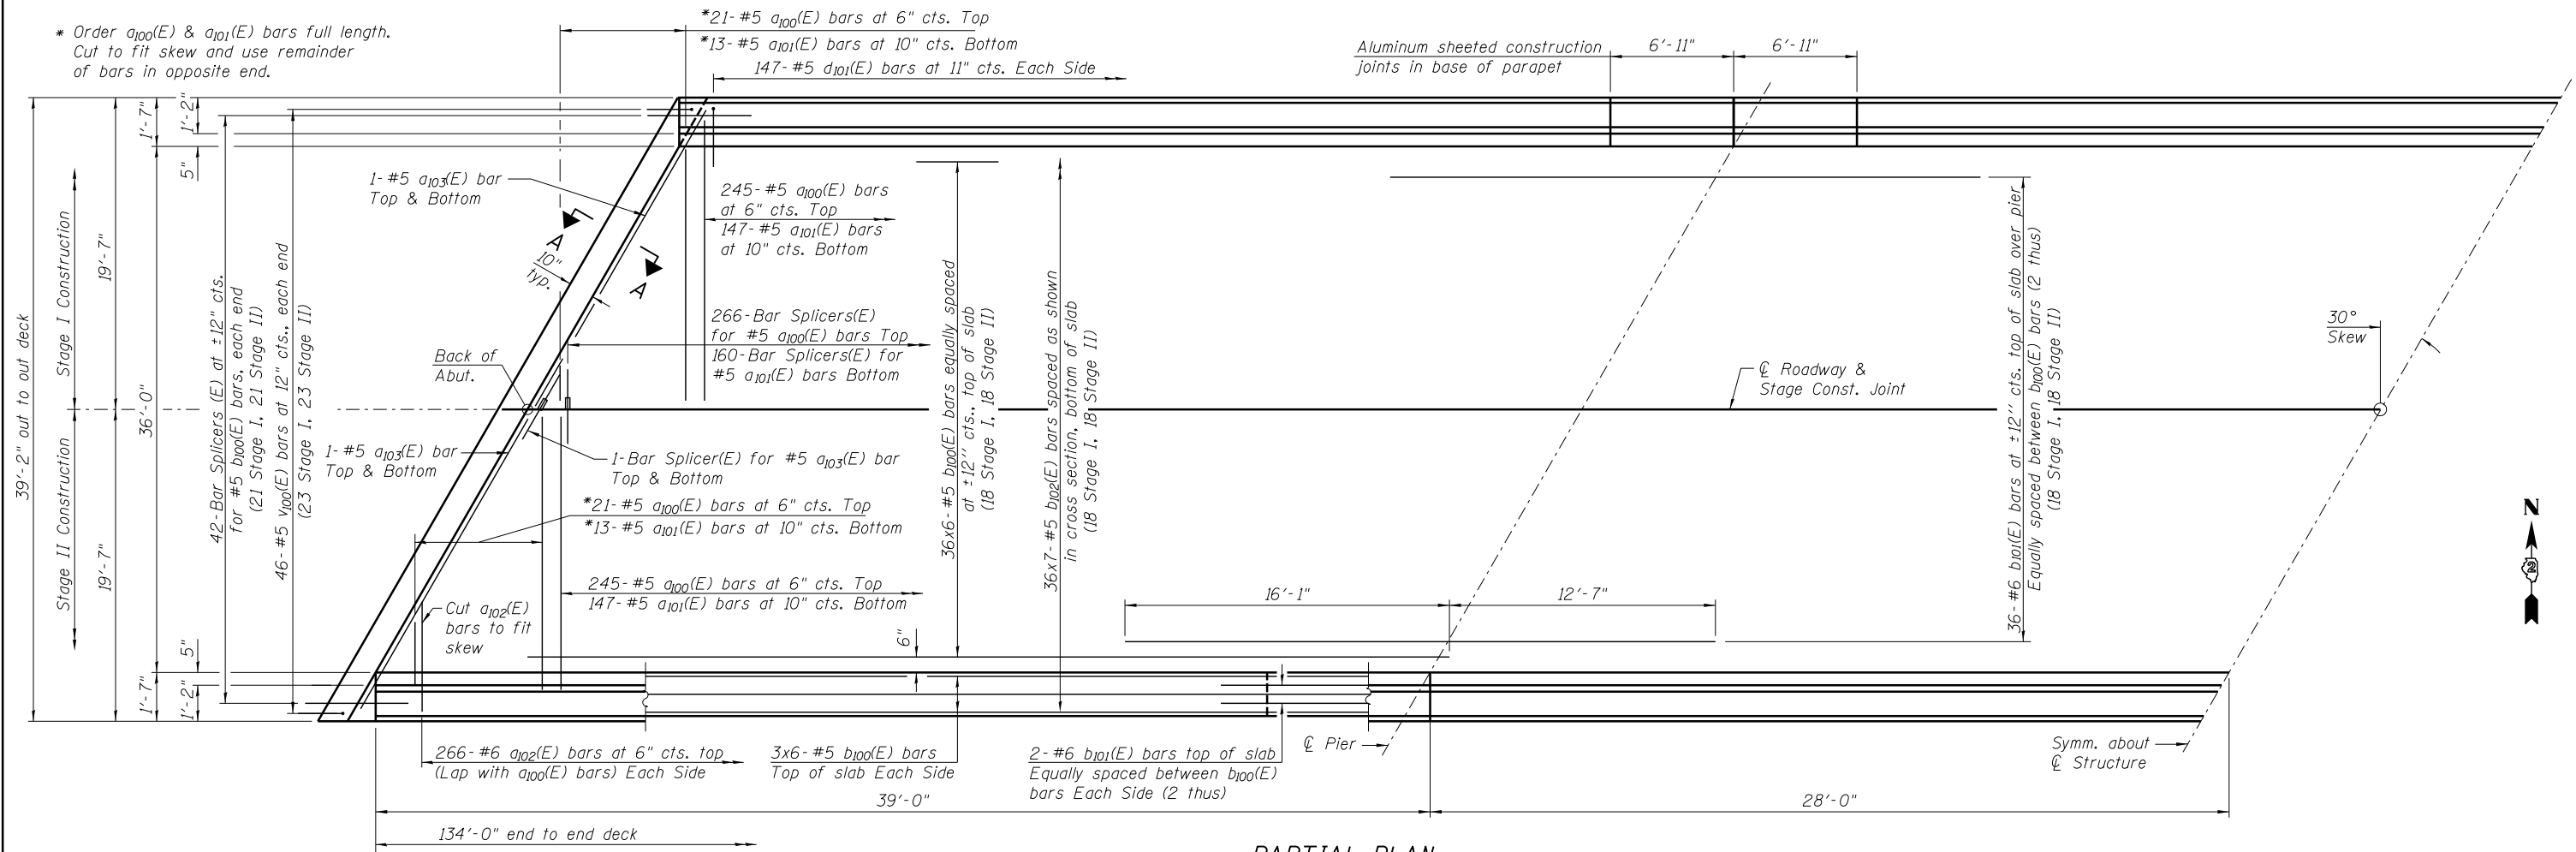 * Order a100(E) & a101(E) bars full length.
Cut to fit skew and use remainder
of bars in opposite end.
*21-#5 a100(E) bars at 6" cts. Top
*13-#5 a101(E) bars at 10" cts. Bottom
147-#5 d101(E) bars at 11" cts. Each Side
Aluminum sheeted construction
joints in base of parapet
6'-11"
6'-11"
39'-2" out to out deck
Stage I Construction
Stage II Construction
19'-7"
19'-7"
1'-7"
36'-0"
1'-7"
1'-2"
5"
5"
1'-2"
42-Bar Splicers (E) at ±12" cts.
for #5 b100(E) bars, each end
(21 Stage I, 21 Stage II)
46-#5 v100(E) bars at 12" cts., each end
(23 Stage I, 23 Stage II)
1-#5 a103(E) bar
Top & Bottom
A
A
10"
typ.
245-#5 a100(E) bars
at 6" cts. Top
147-#5 a101(E) bars
at 10" cts. Bottom
266-Bar Splicers(E)
for #5 a100(E) bars Top
160-Bar Splicers(E) for
#5 a101(E) bars Bottom
Back of
Abut.
36x6-#5 b100(E) bars equally spaced
at ±12" cts., top of slab
(18 Stage I, 18 Stage II)
36x7-#5 b102(E) bars spaced as shown
in cross section, bottom of slab
(18 Stage I, 18 Stage II)
36-#6 b101(E) bars at ±12" cts. top of slab over pier
Equally spaced between b100(E) bars (2 thus)
(18 Stage I, 18 Stage II)
30°
Skew
℄ Roadway &
Stage Const. Joint
1-#5 a103(E) bar
Top & Bottom
1-Bar Splicer(E) for #5 a103(E) bar
Top & Bottom
*21-#5 a100(E) bars at 6" cts. Top
*13-#5 a101(E) bars at 10" cts. Bottom
245-#5 a100(E) bars at 6" cts. Top
147-#5 a101(E) bars at 10" cts. Bottom
Cut a102(E)
bars to fit
skew
6"
16'-1"
12'-7"
N
2
266-#6 a102(E) bars at 6" cts. top
(Lap with a100(E) bars) Each Side
3x6-#5 b100(E) bars
Top of slab Each Side
2-#6 b101(E) bars top of slab
Equally spaced between b100(E)
bars Each Side (2 thus)
℄ Pier
Symm. about
℄ Structure
39'-0"
28'-0"
134'-0" end to end deck
PARTIAL PLAN